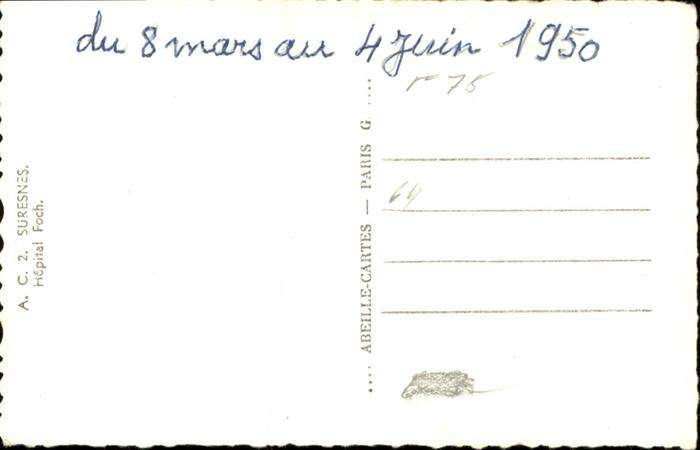 du 8 mars au 4 Juin 1950
75
64
A. C. 2. SURESNES.
Hôpital Foch.
.... ABEILLE-CARTES — PARIS G ....